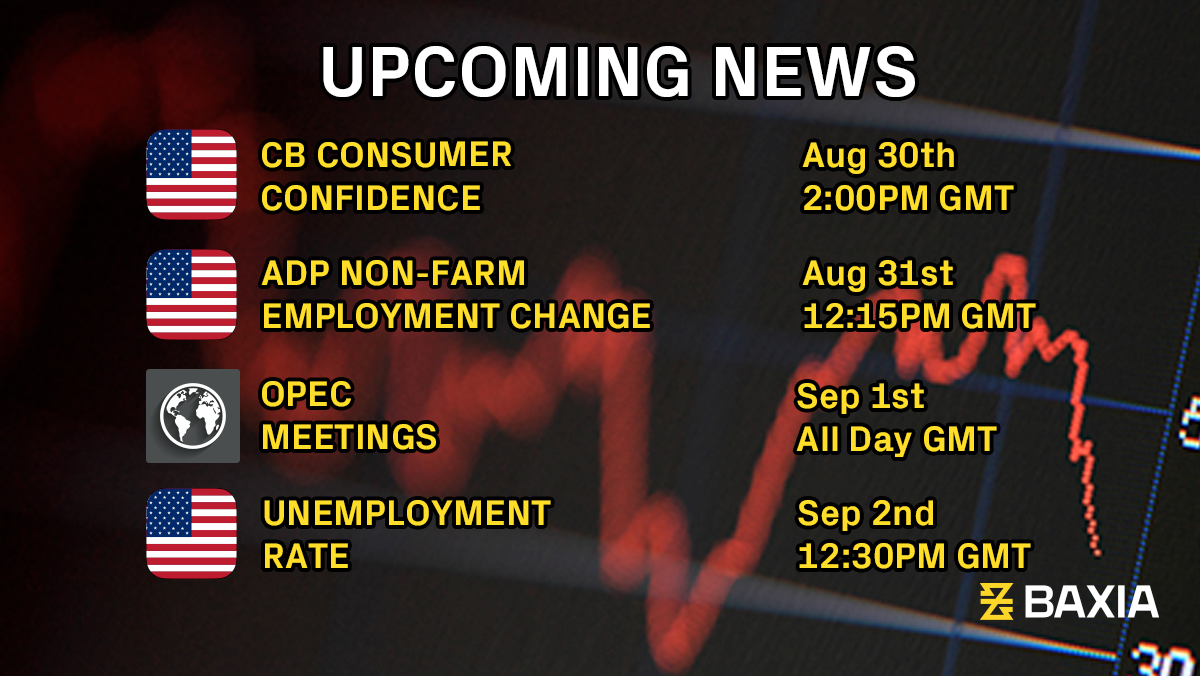 UPCOMING NEWS
CB CONSUMER
CONFIDENCE
Aug 30th
2:00PM GMT
ADP NON-FARM
EMPLOYMENT CHANGE
Aug 31st
12:15PM GMT
OPEC
MEETINGS
Sep 1st
All Day GMT
UNEMPLOYMENT
RATE
Sep 2nd
12:30PM GMT
BAXIA
30